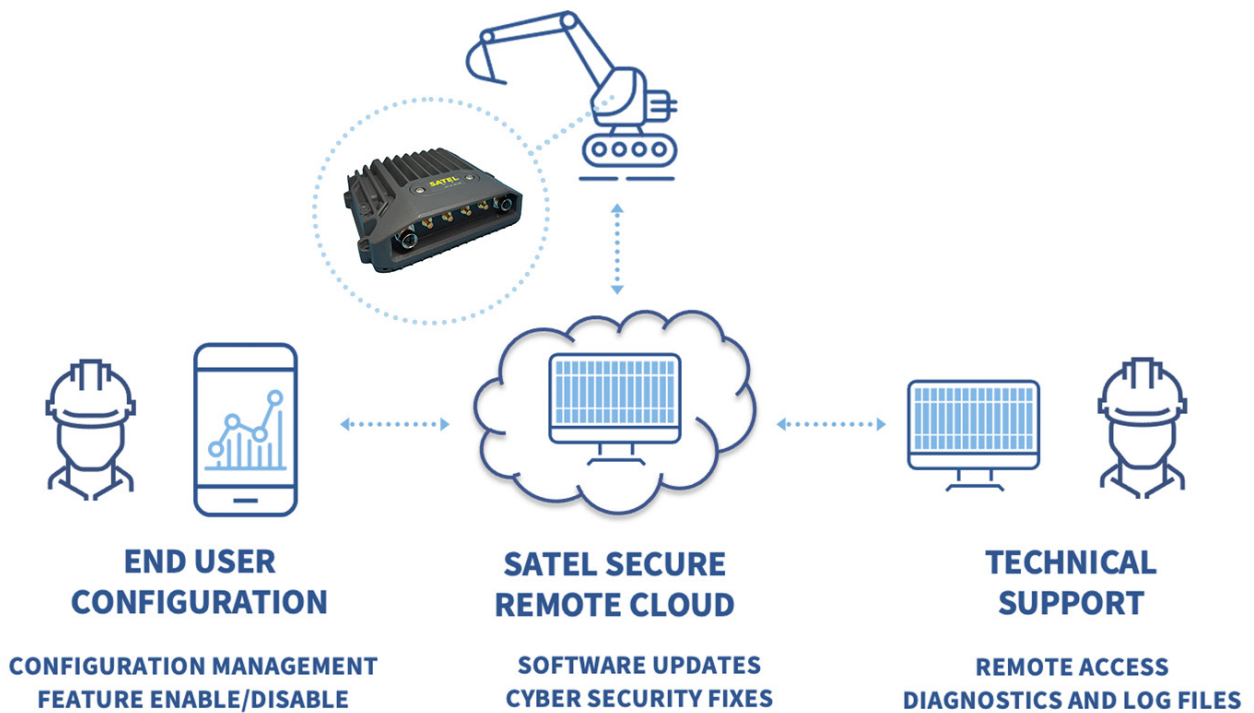 SATEL
END USER
CONFIGURATION
CONFIGURATION MANAGEMENT
FEATURE ENABLE/DISABLE
SATEL SECURE
REMOTE CLOUD
SOFTWARE UPDATES
CYBER SECURITY FIXES
TECHNICAL
SUPPORT
REMOTE ACCESS
DIAGNOSTICS AND LOG FILES